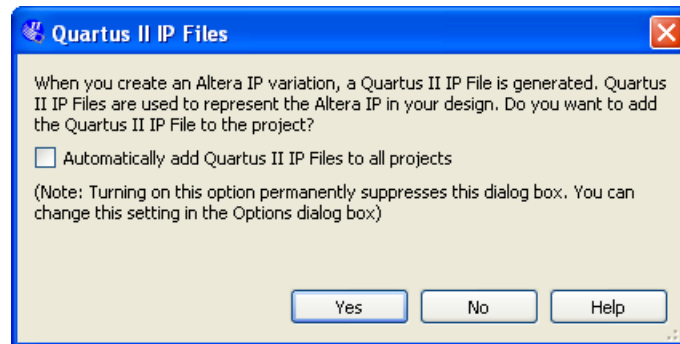 Quartus II IP Files
When you create an Altera IP variation, a Quartus II IP File is generated. Quartus
II IP Files are used to represent the Altera IP in your design. Do you want to add
the Quartus II IP File to the project?
Automatically add Quartus II IP Files to all projects
(Note: Turning on this option permanently suppresses this dialog box. You can
change this setting in the Options dialog box)
Yes No Help